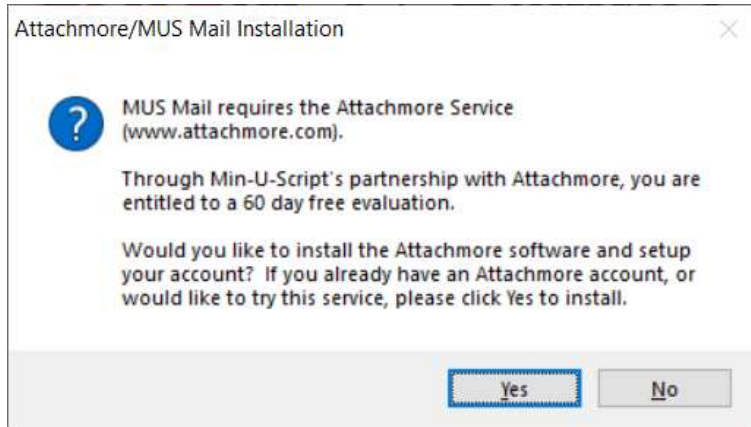 Attachmore/MUS Mail Installation
MUS Mail requires the Attachmore Service
(www.attachmore.com).
Through Min-U-Script's partnership with Attachmore, you are
entitled to a 60 day free evaluation.
Would you like to install the Attachmore software and setup
your account?  If you already have an Attachmore account, or
would like to try this service, please click Yes to install.
Yes
No